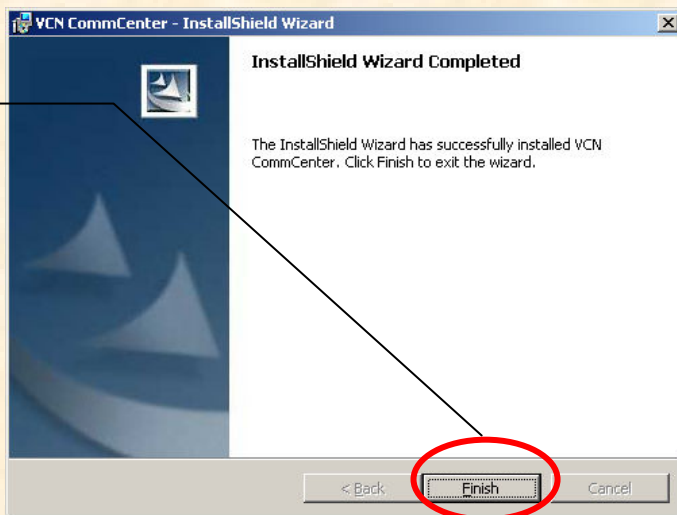 VCN CommCenter - InstallShield Wizard
InstallShield Wizard Completed
The InstallShield Wizard has successfully installed VCN
CommCenter. Click Finish to exit the wizard.
< Back
Finish
Cancel